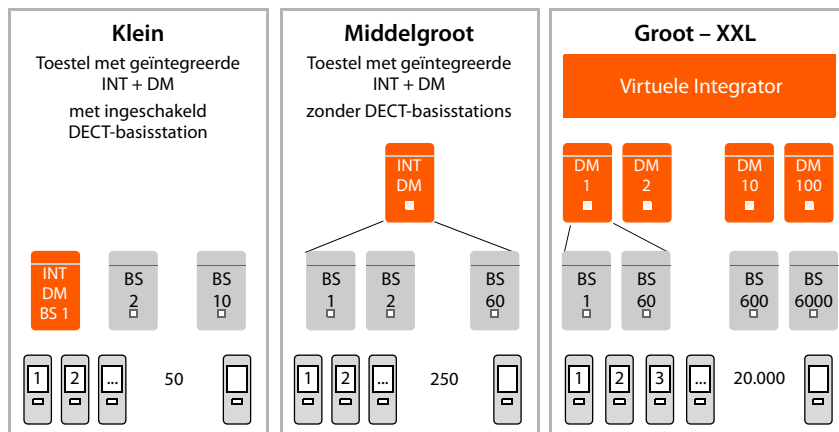 Klein
Toestel met geïntegreerde
INT + DM
met ingeschakeld
DECT-basisstation
INT
DM
BS 1
BS
2
BS
10
1
2
...
50
Middelgroot
Toestel met geïntegreerde
INT + DM
zonder DECT-basisstations
INT
DM
BS
1
BS
2
BS
60
1
2
...
250
Groot – XXL
Virtuele Integrator
DM
1
DM
2
DM
10
DM
100
BS
1
BS
60
BS
600
BS
6000
1
2
3
...
20.000